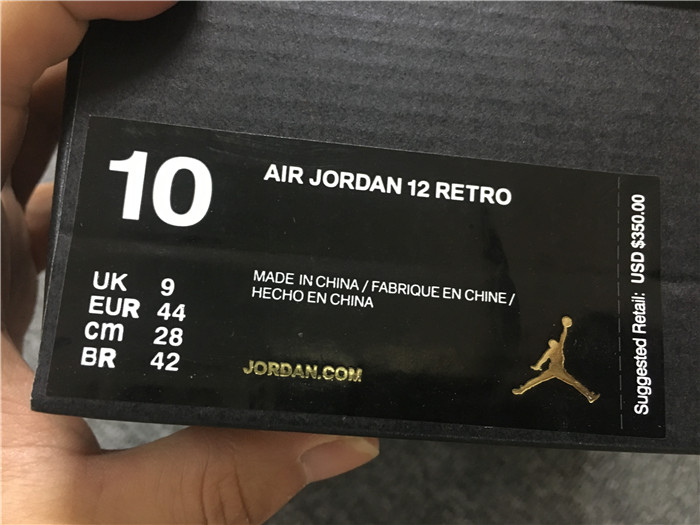 10
AIR JORDAN 12 RETRO
UK 9
EUR 44
cm 28
BR 42
MADE IN CHINA / FABRIQUE EN CHINE /
HECHO EN CHINA
JORDAN.COM
Suggested Retail: USD $350.00